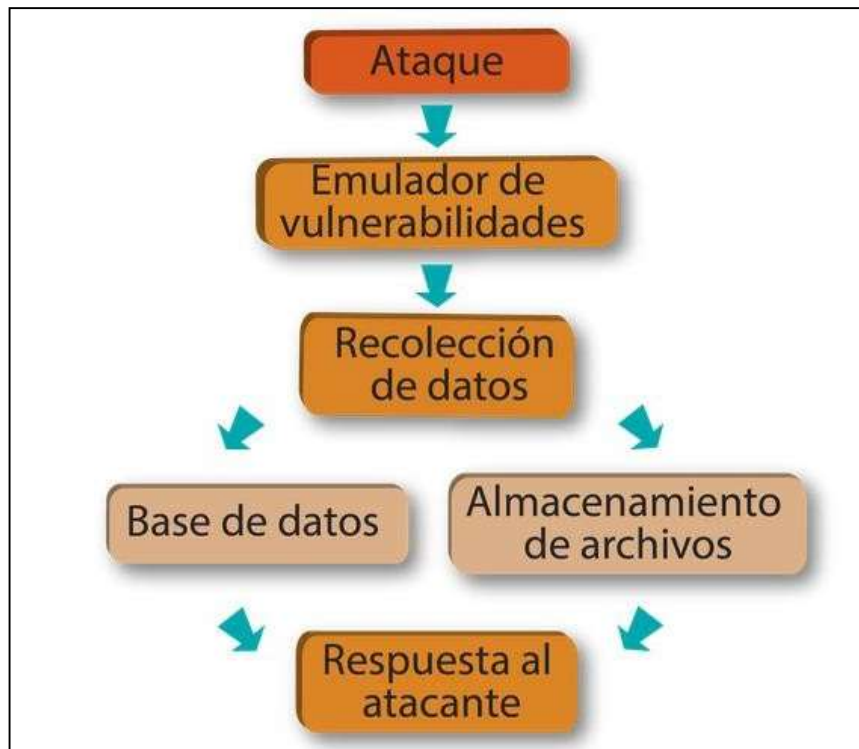 Ataque
Emulador de
vulnerabilidades
Recolección
de datos
Base de datos
Almacenamiento
de archivos
Respuesta al
atacante